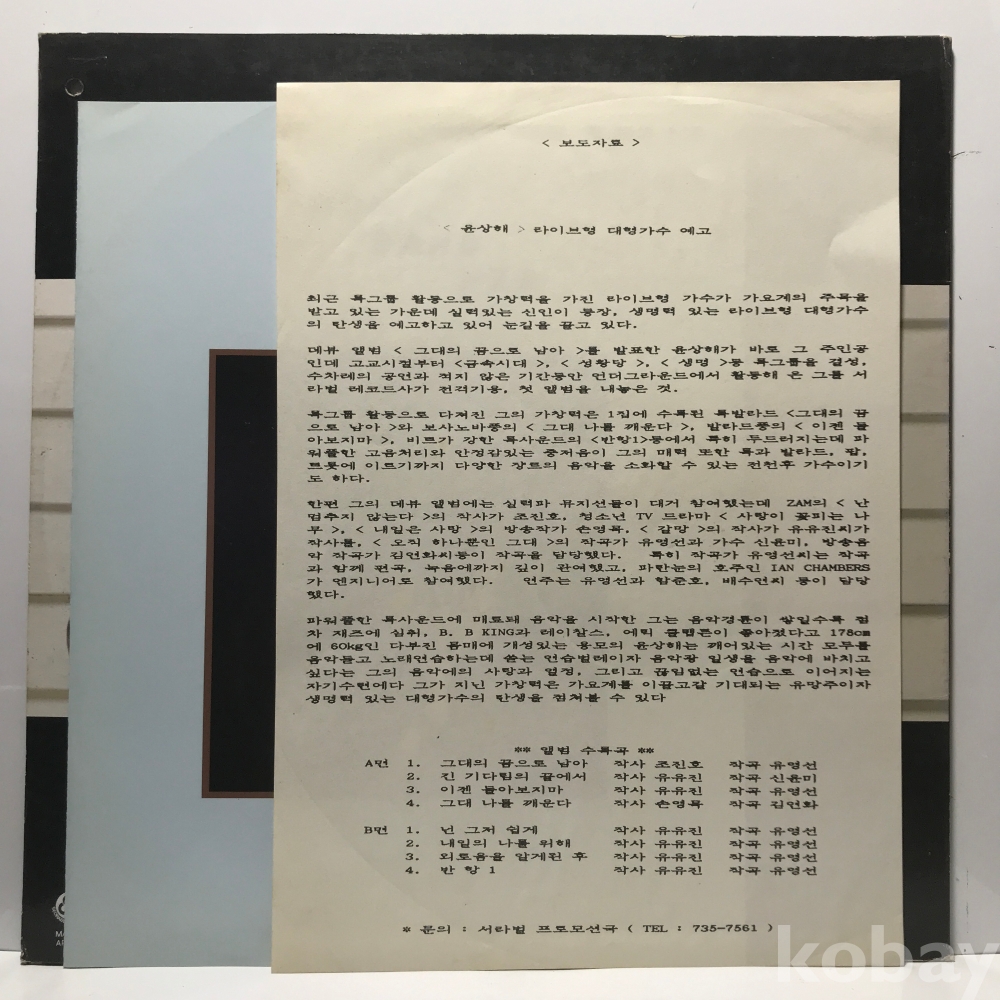 < 보도자료 >
< 윤상해 > 라이브형 대형가수 예고
최근 록그룹 활동으로 가창력을 가진 라이브형 가수가 가요계의 주목을
받고 있는 가운데 실력있는 신인이 등장, 생명력 있는 라이브형 대형가수
의 탄생을 예고하고 있어 눈길을 끌고 있다.
데뷰 앨범 < 그대의 꿈으로 남아 >를 발표한 윤상해가 바로 그 주인공
인데 고교시절부터 <금속시대 >, < 성황당 >, < 생명 >등 록그룹을 결성,
수차례의 공연과 적지 않은 기간동안 언더그라운드에서 활동해 온 그를 서
라벌 레코드사가 전격기용, 첫 앨범을 내놓은 것.
록그룹 활동으로 다져진 그의 가창력은 1집에 수록된 록발라드 <그대의 꿈
으로 남아 >와 보사노바풍의 < 그대 나를 깨운다 >, 발라드풍의 < 이젠 돌
아보지마 >, 비트가 강한 록사운드의 <반항1>등에서 특히 두드러지는데 파
워풀한 고음처리와 안정감있는 중저음이 그의 매력 또한 록과 발라드, 팝,
트롯에 이르기까지 다양한 장르의 음악을 소화할 수 있는 전천후 가수이기
도 하다.
한편 그의 데뷰 앨범에는 실력파 뮤지션들이 대거 참여했는데 ZAM의 < 난
멈추지 않는다 >의 작사가 조진호, 청소년 TV 드라마 < 사랑이 꽃피는 나
무 >, < 내일은 사랑 >의 방송작가 손영목, < 갈망 >의 작사가 유유진씨가
작사를, < 오직 하나뿐인 그대 >의 작곡가 유영선과 가수 신윤미, 방송음
악 작곡가 김연화씨등이 작곡을 담당했다. 특히 작곡가 유영선씨는 작곡
과 함께 편곡, 녹음에까지 깊이 관여했고, 파란눈의 호주인 IAN CHAMBERS
가 엔지니어로 참여했다. 연주는 유영선과 함준호, 배수연씨 등이 담당
했다.
파워풀한 록사운드에 매료돼 음악을 시작한 그는 음악경륜이 쌓일수록 점
차 재즈에 심취, B. B KING과 레이찰스, 에릭 클랩튼이 좋아졌다고 178cm
에 60kg인 다부진 몸매에 개성있는 용모의 윤상해는 깨어있는 시간 모두를
음악듣고 노래연습하는데 쏟는 연습벌레이자 음악광 일생을 음악에 바치고
싶다는 그의 음악에의 사랑과 열정, 그리고 끊임없는 연습으로 이어지는
자기수련에다 그가 지닌 가창력은 가요계를 이끌고갈 기대되는 유망주이자
생명력 있는 대형가수의 탄생을 점쳐볼 수 있다
** 앨범 수록곡 **
A면 1. 그대의 꿈으로 남아 작사 조진호 작곡 유영선
2. 긴 기다림의 끝에서 작사 유유진 작곡 신윤미
3. 이젠 돌아보지마 작사 유유진 작곡 유영선
4. 그대 나를 깨운다 작사 손영목 작곡 김연화
B면 1. 넌 그저 쉽게 작사 유유진 작곡 유영선
2. 내일의 나를 위해 작사 유유진 작곡 유영선
3. 외로움을 알게된 후 작사 유유진 작곡 유영선
4. 반 항 1 작사 유유진 작곡 유영선
* 문의 : 서라벌 프로모션국 ( TEL : 735-7561 )
kobay